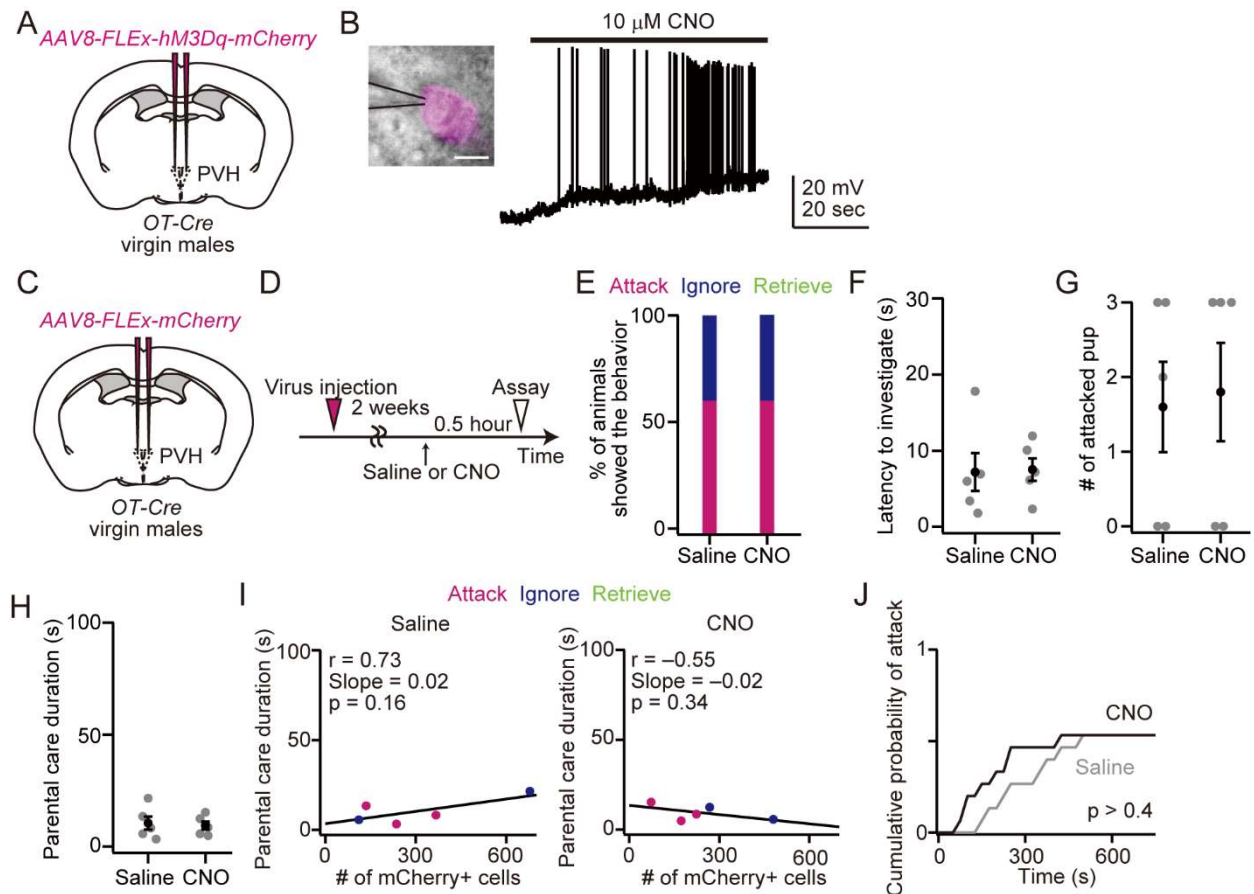 A
AAV8-FLEx-hM3Dq-mCherry
PVH
OT-Cre
virgin males
B
10 μM CNO
20 mV
20 sec
C
AAV8-FLEx-mCherry
PVH
OT-Cre
virgin males
D
Virus injection
2 weeks
Assay
0.5 hour
Time
Saline or CNO
E
Attack Ignore Retrieve
% of animals
showed the behavior
100
50
0
Saline CNO
F
Latency to investigate (s)
30
20
10
0
Saline CNO
G
# of attacked pup
3
2
1
0
Saline CNO
H
Parental care duration (s)
100
50
0
Saline CNO
I
Attack Ignore Retrieve
Saline
Parental care duration (s)
100
50
0
r = 0.73
Slope = 0.02
p = 0.16
0 300 600
# of mCherry+ cells
CNO
Parental care duration (s)
100
50
0
r = –0.55
Slope = –0.02
p = 0.34
0 300 600
# of mCherry+ cells
J
Cumulative probability of attack
1
0
CNO
Saline
p > 0.4
0 300 600
Time (s)